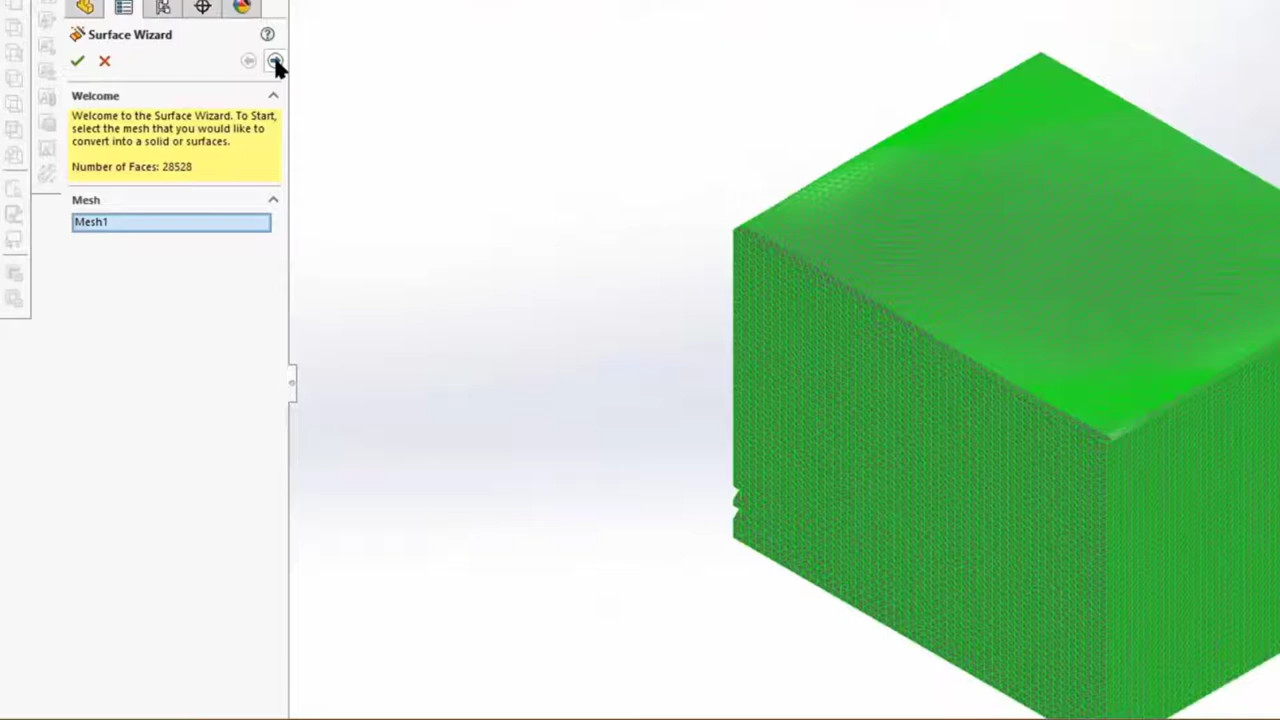 Surface Wizard
Welcome
Welcome to the Surface Wizard. To Start,
select the mesh that you would like to
convert into a solid or surfaces.
Number of Faces: 28528
Mesh
Mesh1